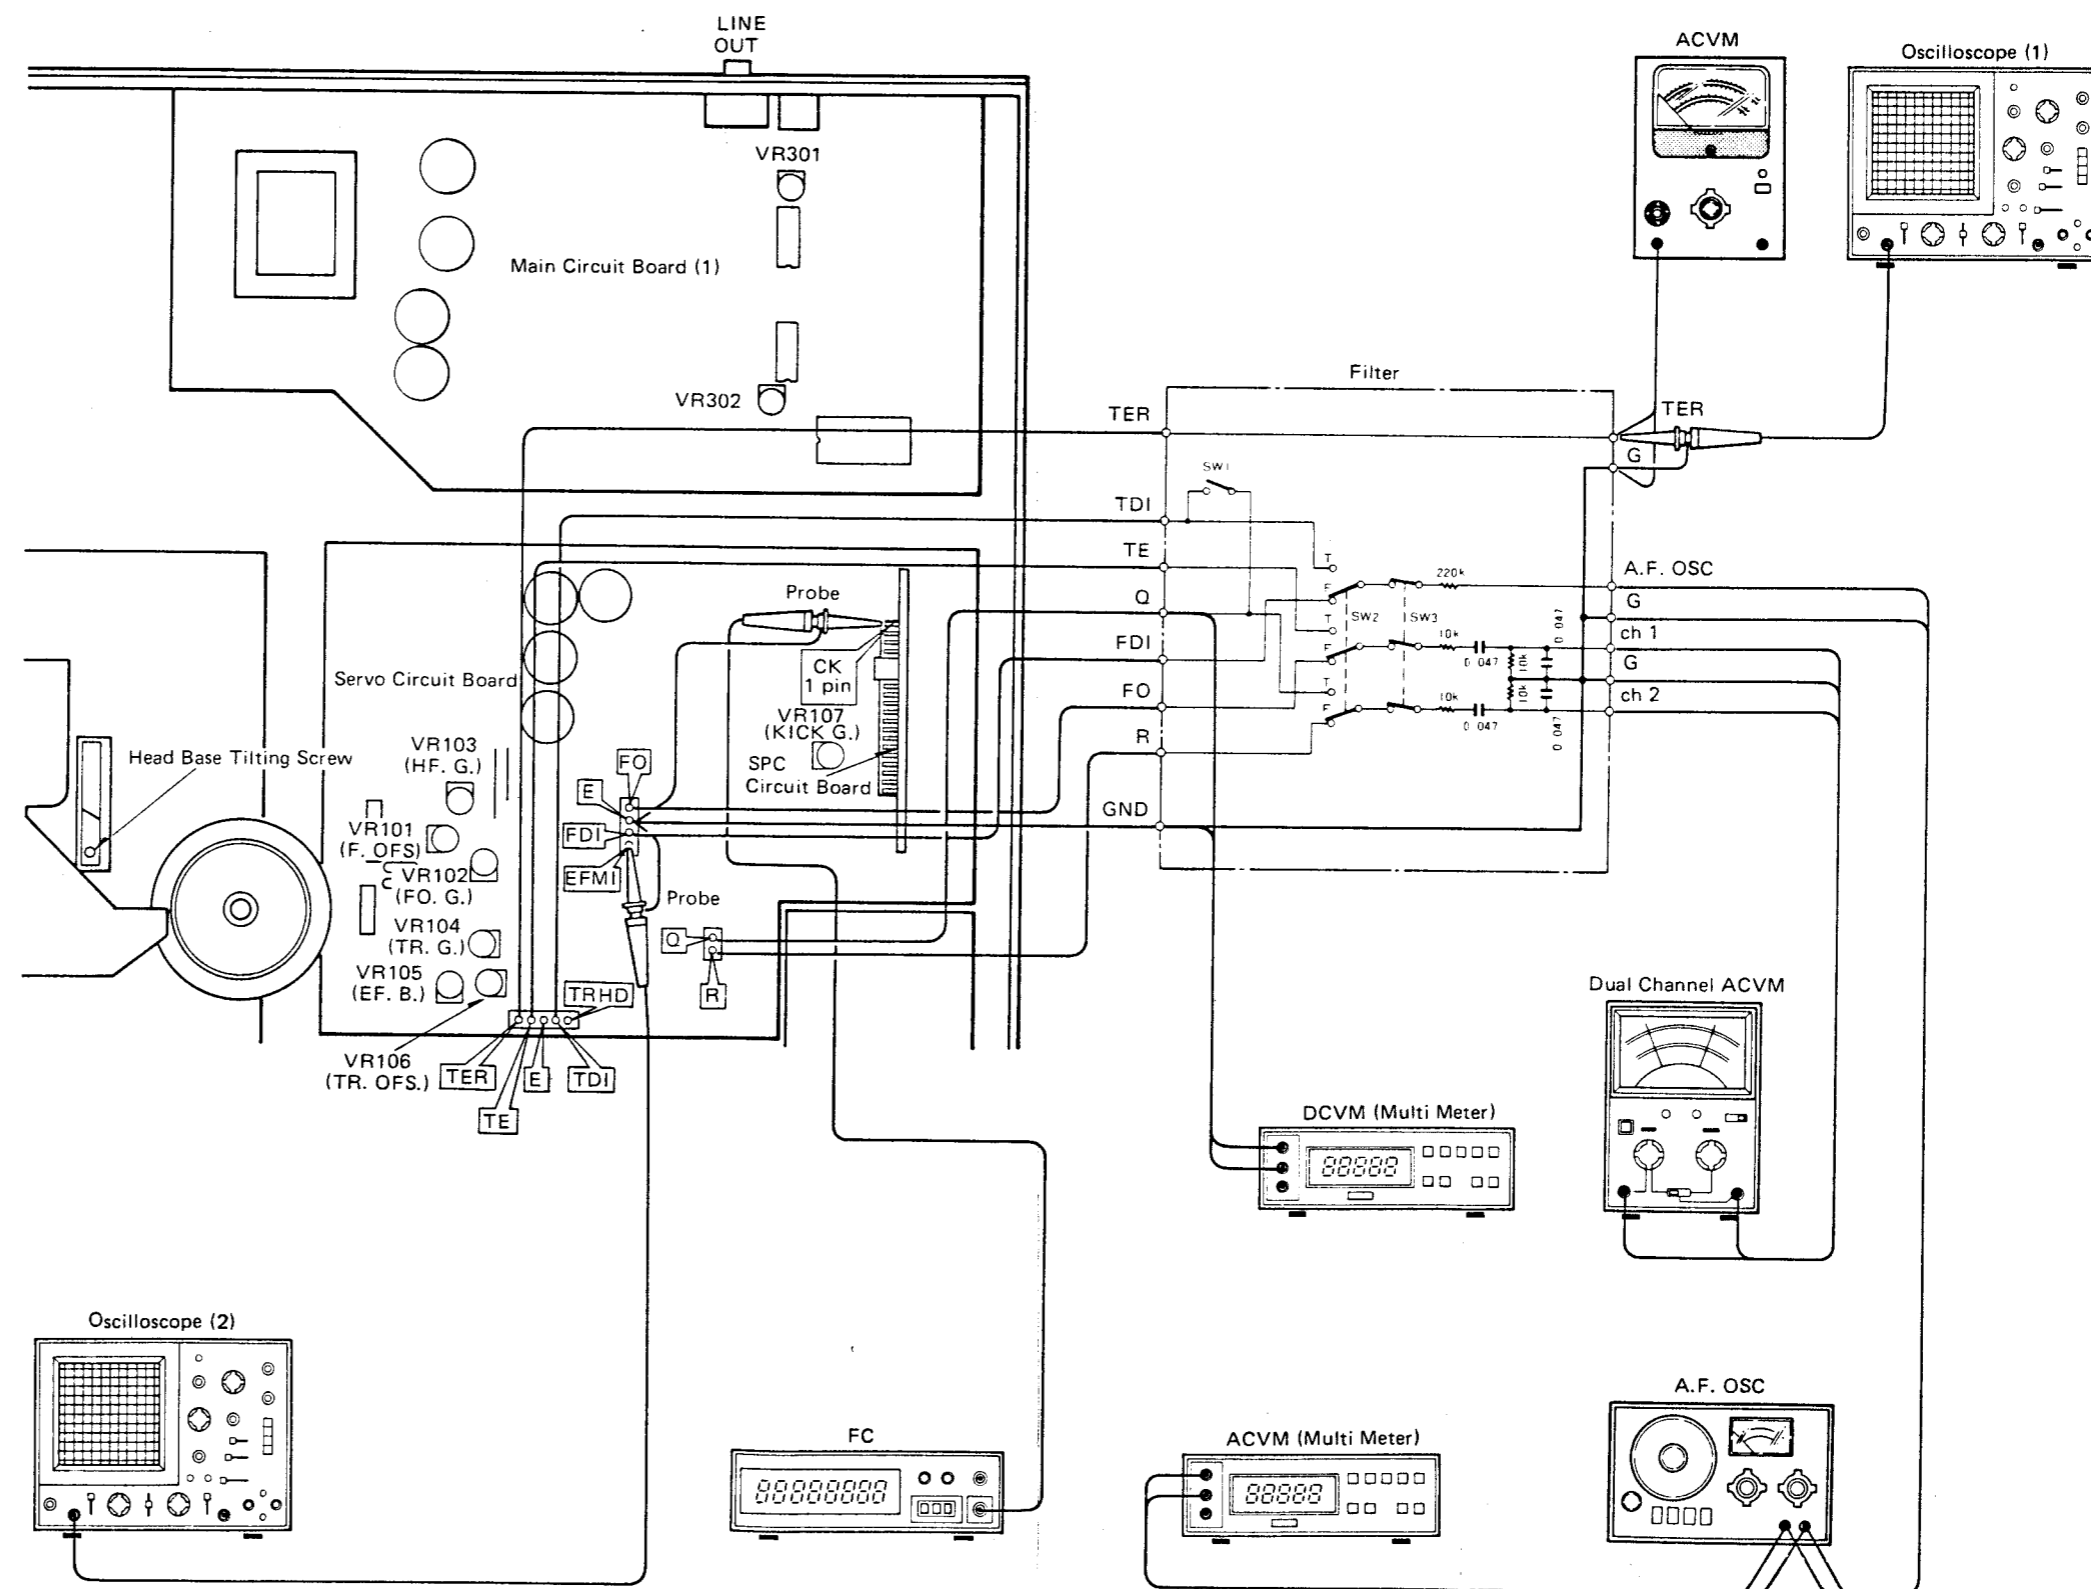 LINE
OUT
ACVM
Oscilloscope (1)
VR301
Main Circuit Board (1)
VR302
Filter
TER
TER
G
SW1
TDI
TE
T
A.F. OSC
220k
F
Probe
Q
G
T
SW2
SW3
0.047
ch 1
10k
FDI
F
0.047
10k
G
CK
1 pin
Servo Circuit Board
T
FO
10k
10k
ch 2
F
VR107
(KICK G.)
0.047
0.047
R
VR103
(HF. G.)
Head Base Tilting Screw
FO
SPC
Circuit Board
E
GND
VR101
(F. OFS)
FDI
VR102
(FO. G.)
EFMI
Probe
VR104
(TR. G.)
Q
VR105
(EF. B.)
TRHD
R
Dual Channel ACVM
VR106
(TR. OFS.)
TER
E
TDI
TE
DCVM (Multi Meter)
88888
Oscilloscope (2)
A.F. OSC
FC
ACVM (Multi Meter)
88888888
88888